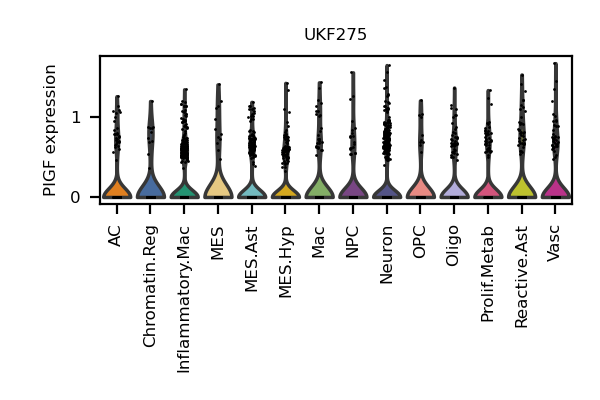 UKF275
PIGF expression
1
0
AC
Chromatin.Reg
Inflammatory.Mac
MES
MES.Ast
MES.Hyp
Mac
NPC
Neuron
OPC
Oligo
Prolif.Metab
Reactive.Ast
Vasc